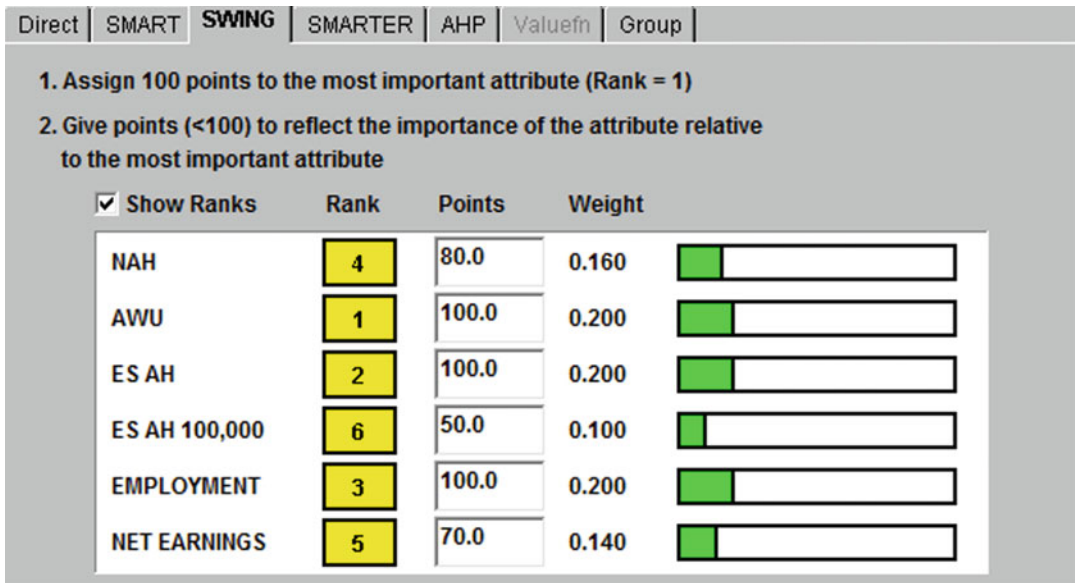 Direct SMART SWING SMARTER AHP Valuefn Group
1. Assign 100 points to the most important attribute (Rank = 1)
2. Give points (<100) to reflect the importance of the attribute relative
to the most important attribute
Show Ranks Rank Points Weight
NAH 4 80.0 0.160
AWU 1 100.0 0.200
ES AH 2 100.0 0.200
ES AH 100,000 6 50.0 0.100
EMPLOYMENT 3 100.0 0.200
NET EARNINGS 5 70.0 0.140